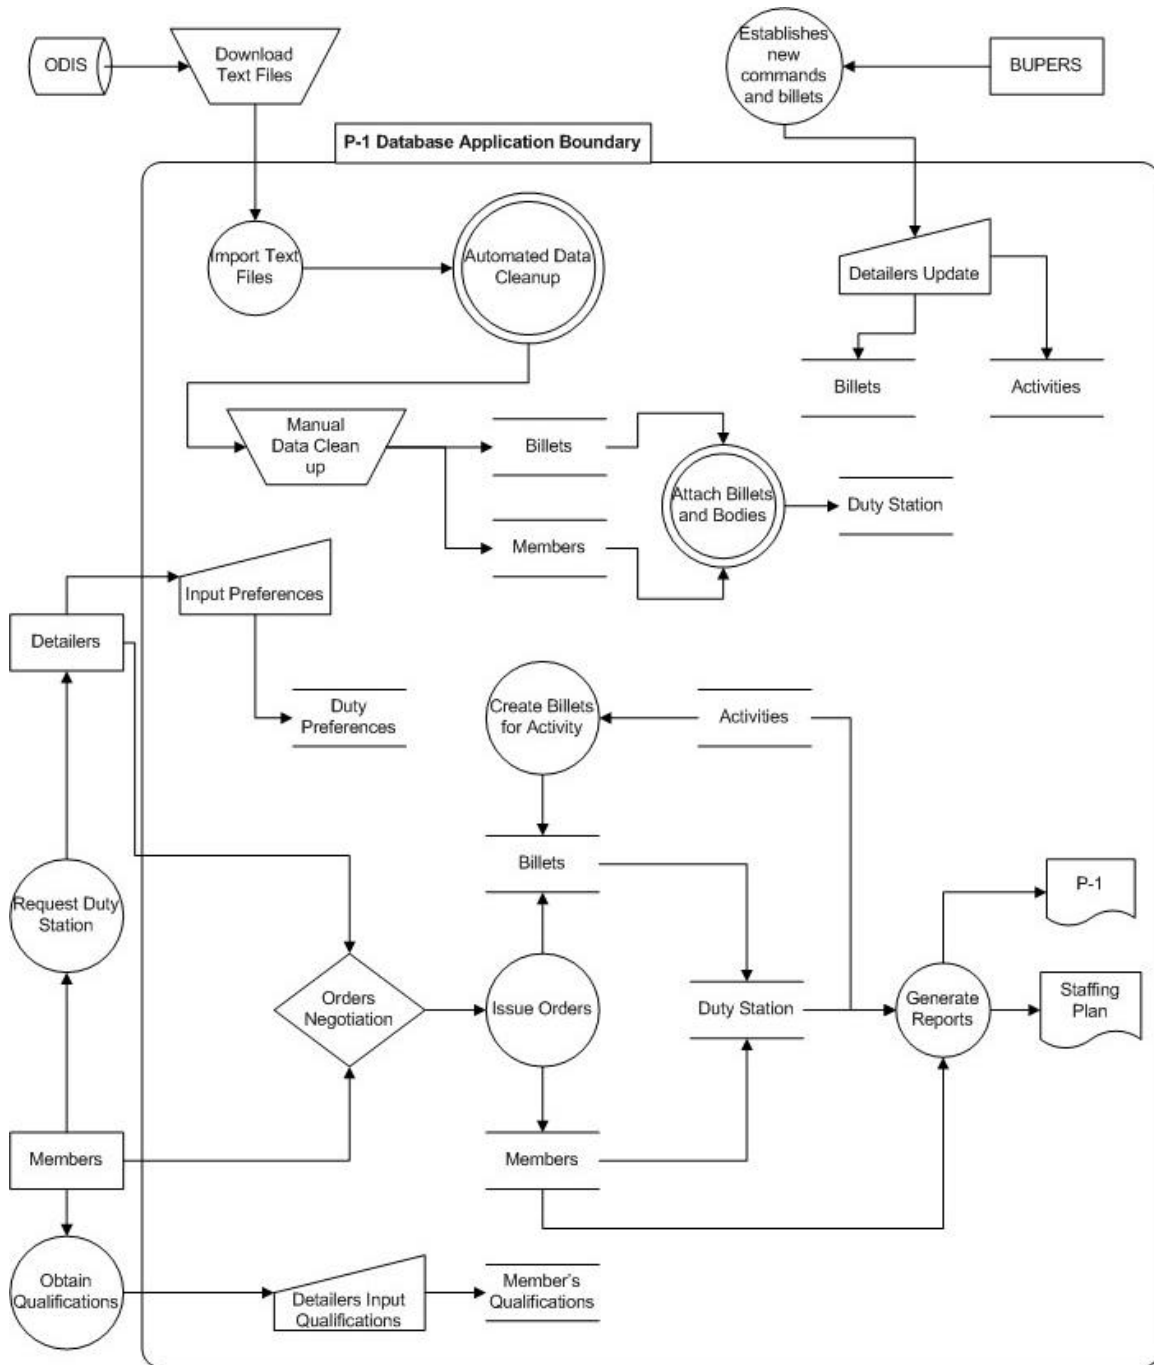 ODIS
Download
Text Files
Establishes
new
commands
and billets
BUPERS
P-1 Database Application Boundary
Import Text
Files
Automated Data
Cleanup
Detailers Update
Billets
Activities
Manual
Data Clean
up
Billets
Attach Billets
and Bodies
Duty Station
Members
Input Preferences
Detailers
Duty
Preferences
Create Billets
for Activity
Activities
Billets
P-1
Request Duty
Station
Orders
Negotiation
Issue Orders
Duty Station
Generate
Reports
Staffing
Plan
Members
Members
Obtain
Qualifications
Detailers Input
Qualifications
Member's
Qualifications